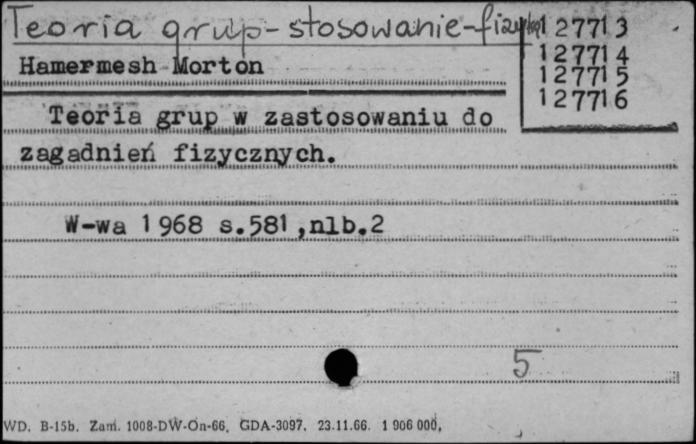 Teoria grup-stosowanie-fizyka
127713
Hamermesh Morton
127714
127715
127716
Teoria grup w zastosowaniu do
zagadnień fizycznych.
W-wa 1968 s.581,nlb.2
5
WD. B-15b. Zam. 1008-DW-On-66. GDA-3097. 23.11.66. 1 906 000,